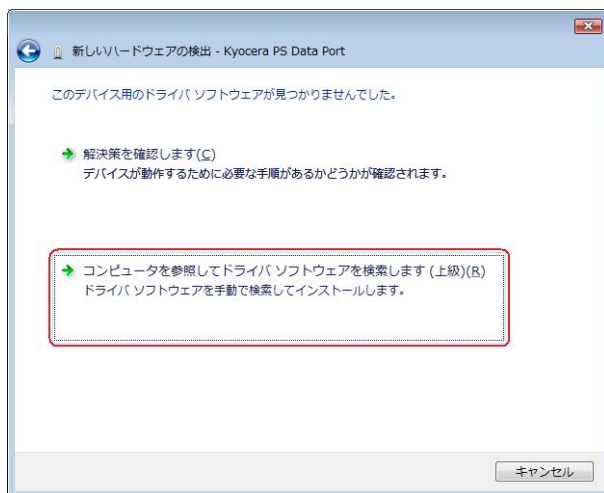 新しいハードウェアの検出 - Kyocera PS Data Port
このデバイス用のドライバ ソフトウェアが見つかりませんでした。
解決策を確認します(C)
デバイスが動作するために必要な手順があるかどうかが確認されます。
コンピュータを参照してドライバ ソフトウェアを検索します (上級)(R)
ドライバ ソフトウェアを手動で検索してインストールします。
キャンセル